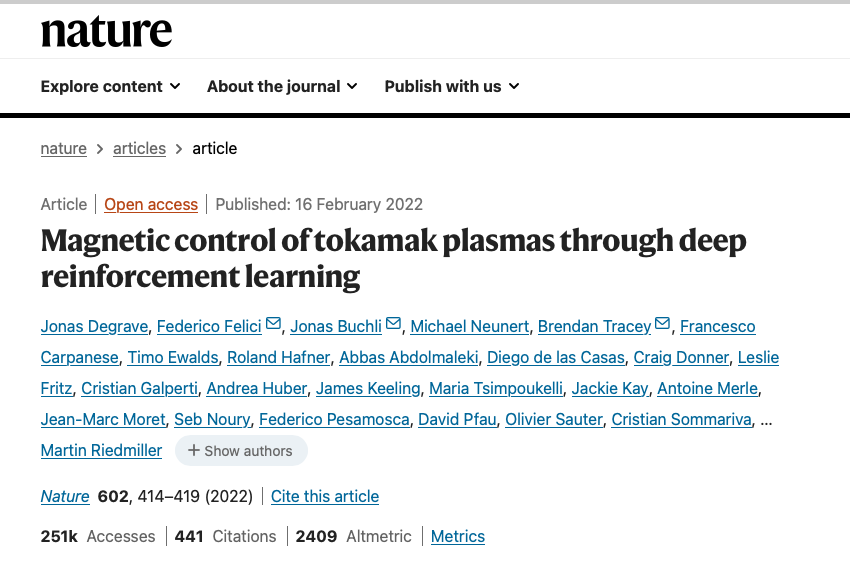 nature
Explore content About the journal Publish with us
nature > articles > article
Article | Open access | Published: 16 February 2022
Magnetic control of tokamak plasmas through deep
reinforcement learning
Jonas Degrave, Federico Felici, Jonas Buchli, Michael Neunert, Brendan Tracey, Francesco
Carpanese, Timo Ewalds, Roland Hafner, Abbas Abdolmaleki, Diego de las Casas, Craig Donner, Leslie
Fritz, Cristian Galperti, Andrea Huber, James Keeling, Maria Tsimpoukelli, Jackie Kay, Antoine Merle,
Jean-Marc Moret, Seb Noury, Federico Pesamosca, David Pfau, Olivier Sauter, Cristian Sommariva, ...
Martin Riedmiller + Show authors
Nature 602, 414–419 (2022) | Cite this article
251k Accesses | 441 Citations | 2409 Altmetric | Metrics